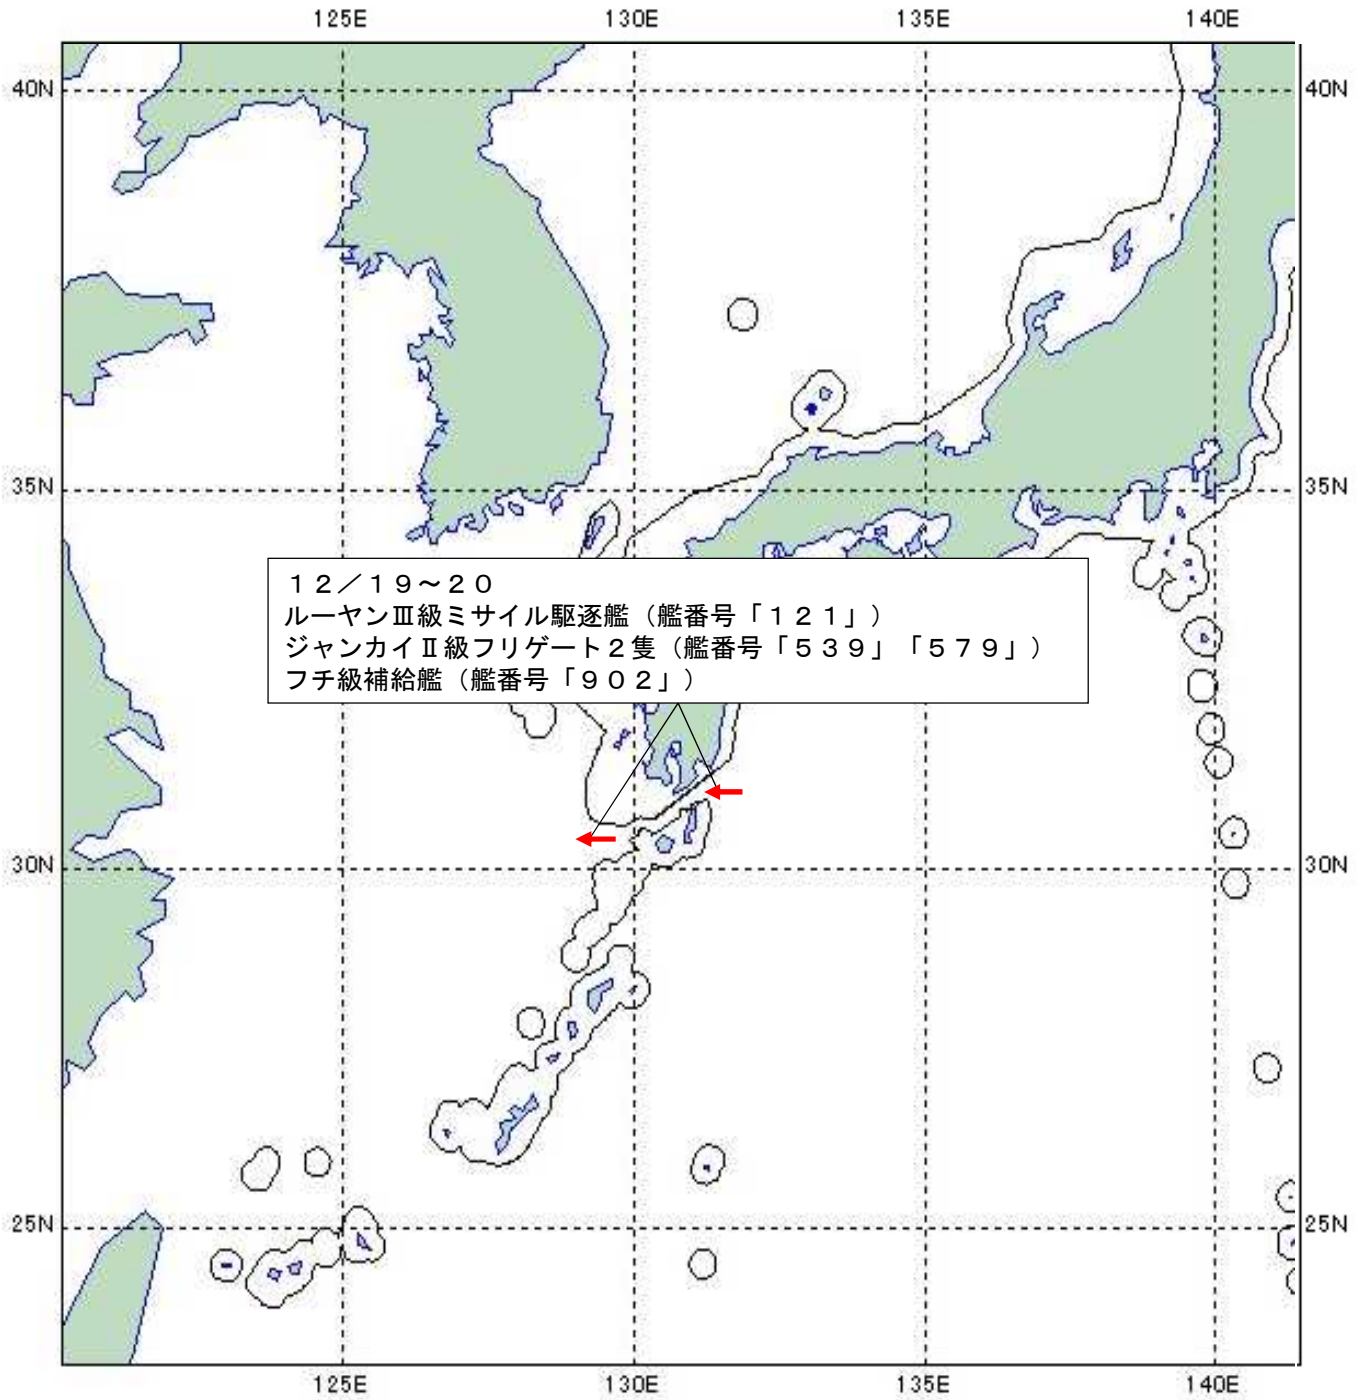 125E 130E 135E 140E
40N 40N
35N 35N
12／19～20
ルーヤンⅢ級ミサイル駆逐艦（艦番号「121」）
ジャンカイⅡ級フリゲート2隻（艦番号「539」「579」）
フチ級補給艦（艦番号「902」）
30N 30N
25N 25N
125E 130E 135E 140E